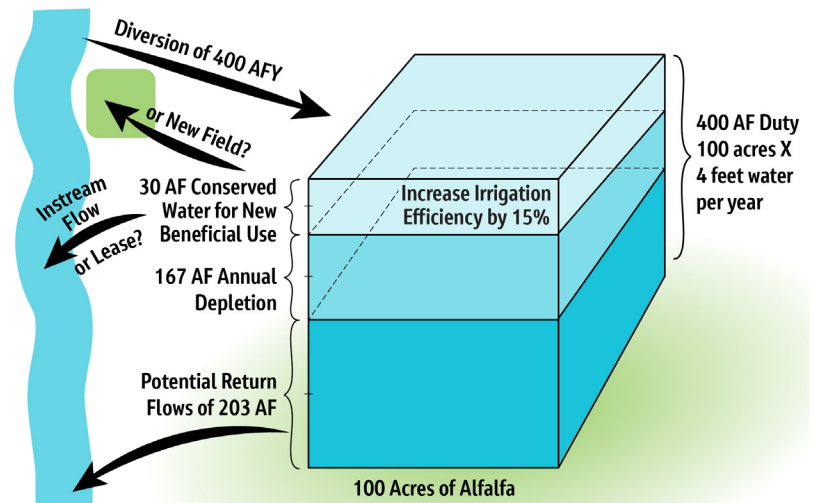 Diversion of 400 AFY
or New Field?
30 AF Conserved
Water for New
Beneficial Use
Instream
Flow
or Lease?
Increase Irrigation
Efficiency by 15%
400 AF Duty
100 acres X
4 feet water
per year
167 AF Annual
Depletion
Potential Return
Flows of 203 AF
100 Acres of Alfalfa